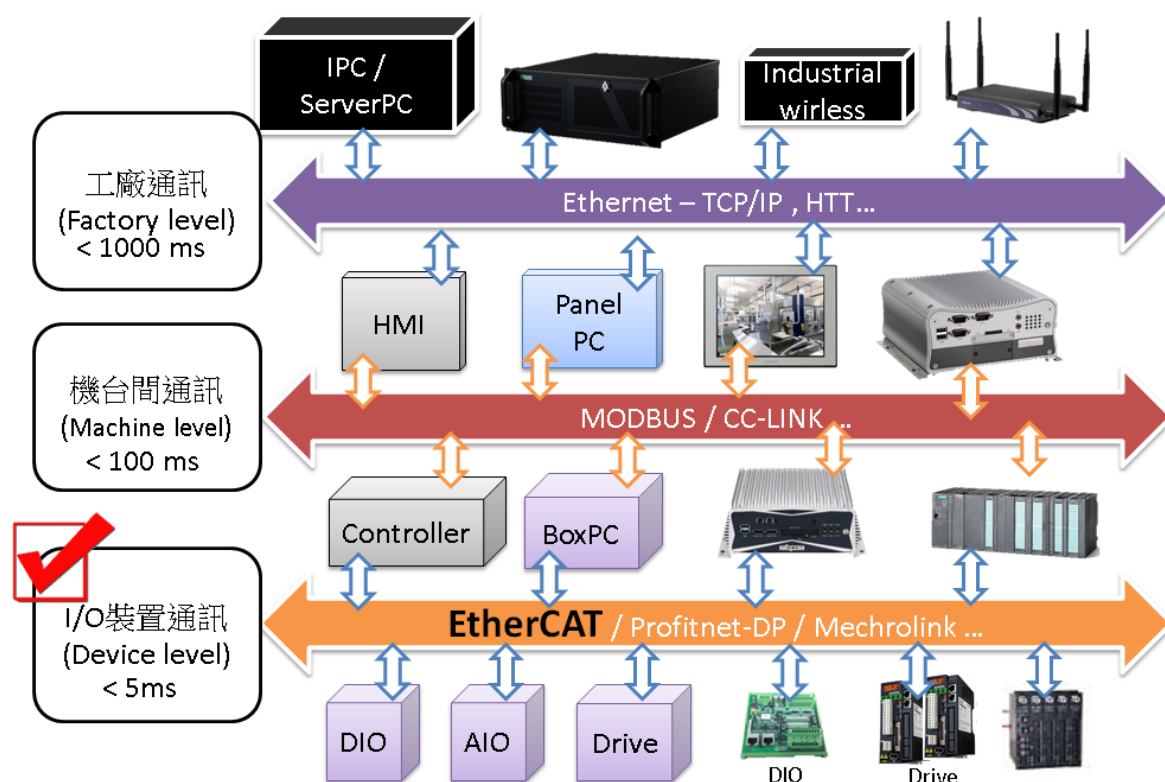 IPC /
ServerPC
Industrial
wirless
工廠通訊
(Factory level)
< 1000 ms
Ethernet – TCP/IP , HTT...
HMI
Panel
PC
機台間通訊
(Machine level)
< 100 ms
MODBUS / CC-LINK ...
Controller
BoxPC
I/O裝置通訊
(Device level)
< 5ms
EtherCAT / Profitnet-DP / Mechrolink ...
DIO
AIO
Drive
DIO
Drive